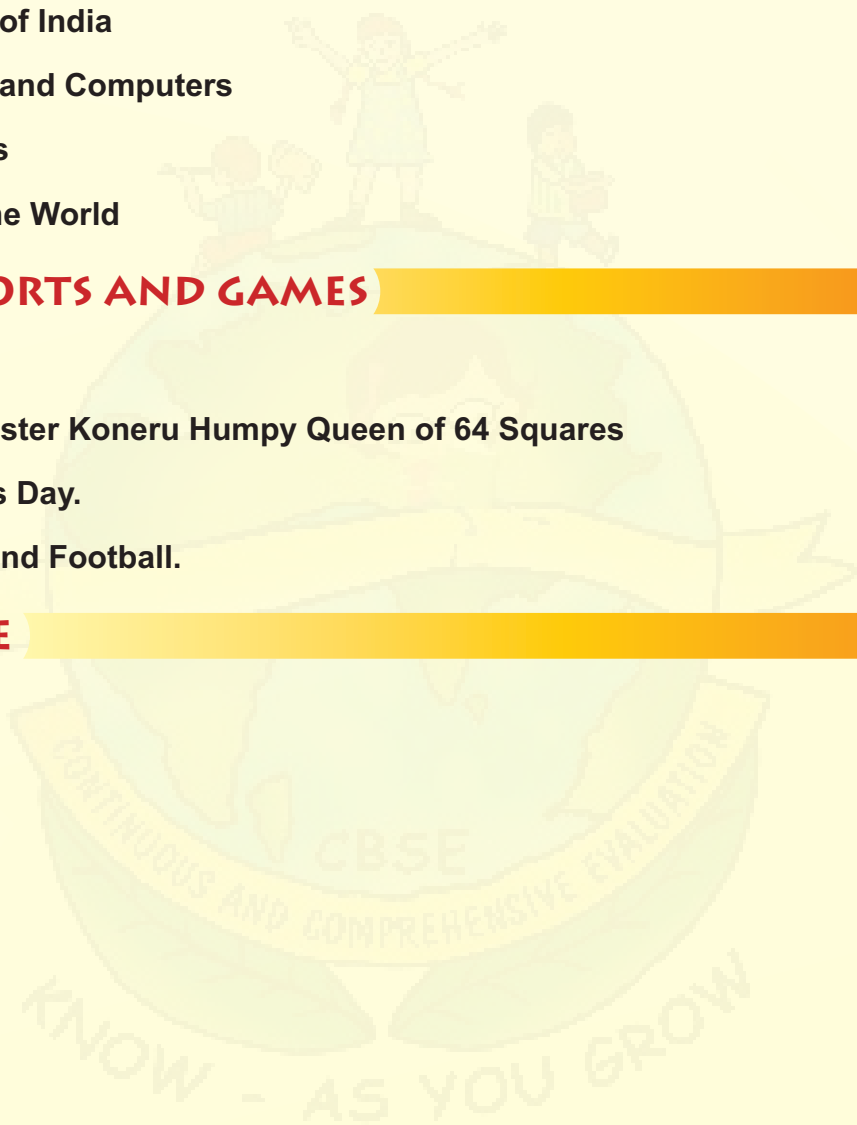 of India
and Computers
s
he World
ORTS AND GAMES
ster Koneru Humpy Queen of 64 Squares
s Day.
nd Football.
E
CBSE
CONTINUOUS AND COMPREHENSIVE EVALUATION
KNOW - AS YOU GROW